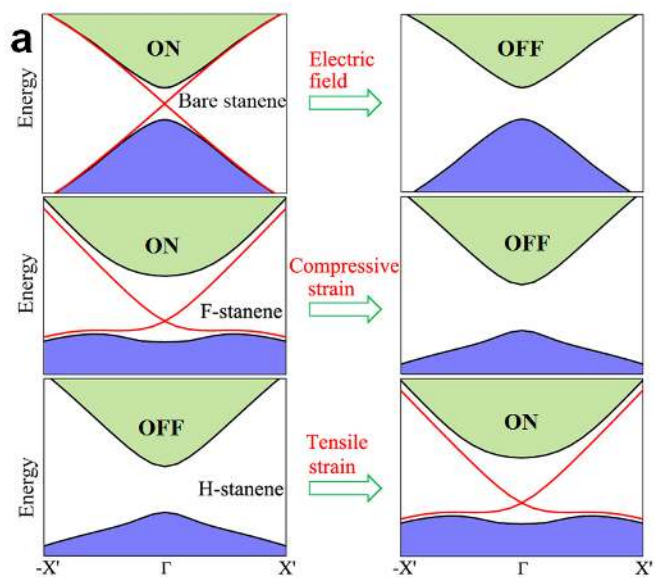 a
Energy
ON
Bare stanene
Electric
field
OFF
Energy
ON
F-stanene
Compressive
strain
OFF
Energy
OFF
H-stanene
Tensile
strain
ON
-X' Γ X'
-X' Γ X'